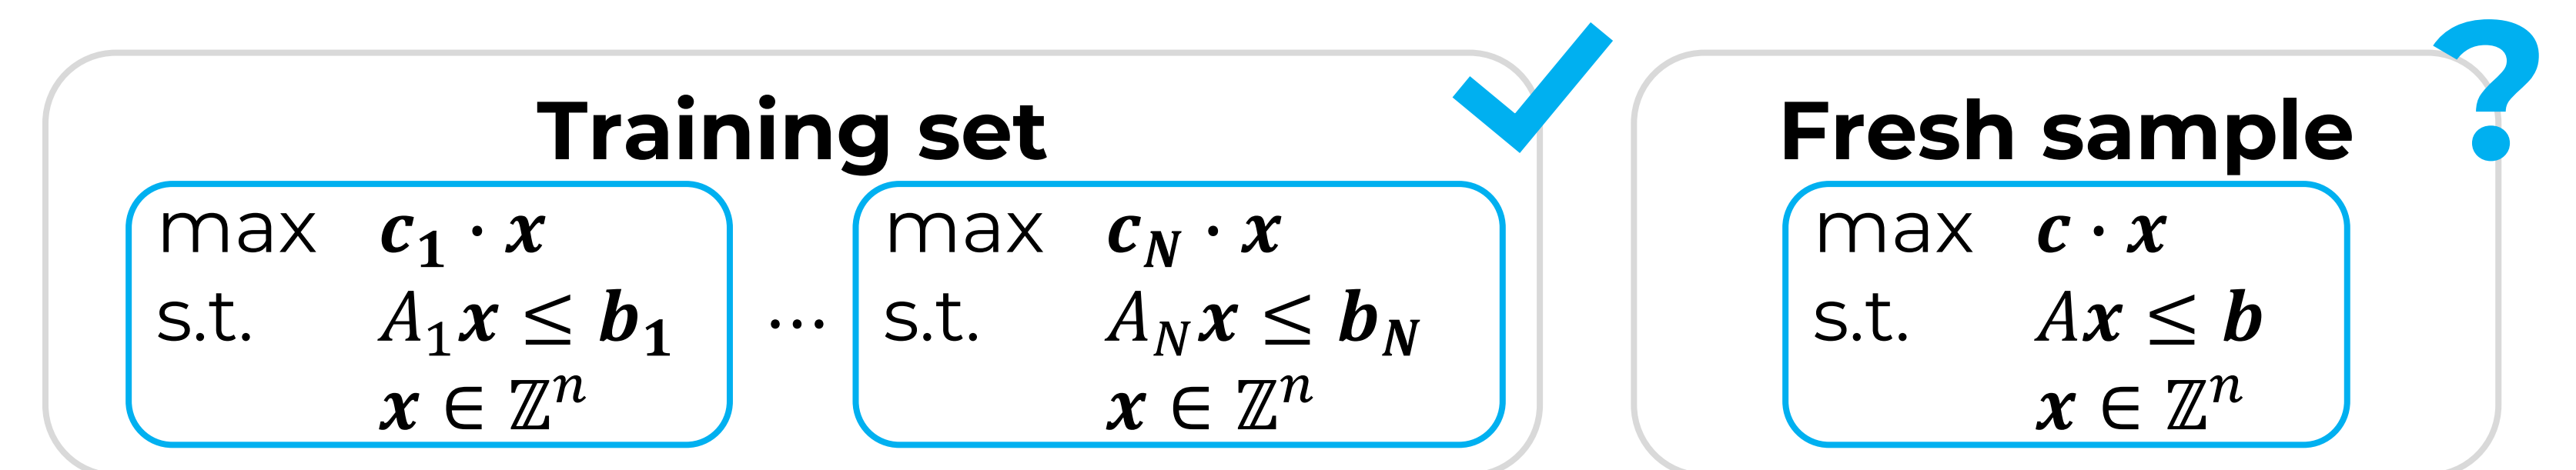 Training set
max c₁ · x
s.t. A₁x ≤ b₁
x ∈ ℤⁿ
...
max c_N · x
s.t. A_N x ≤ b_N
x ∈ ℤⁿ
Fresh sample
?
max c · x
s.t. Ax ≤ b
x ∈ ℤⁿ